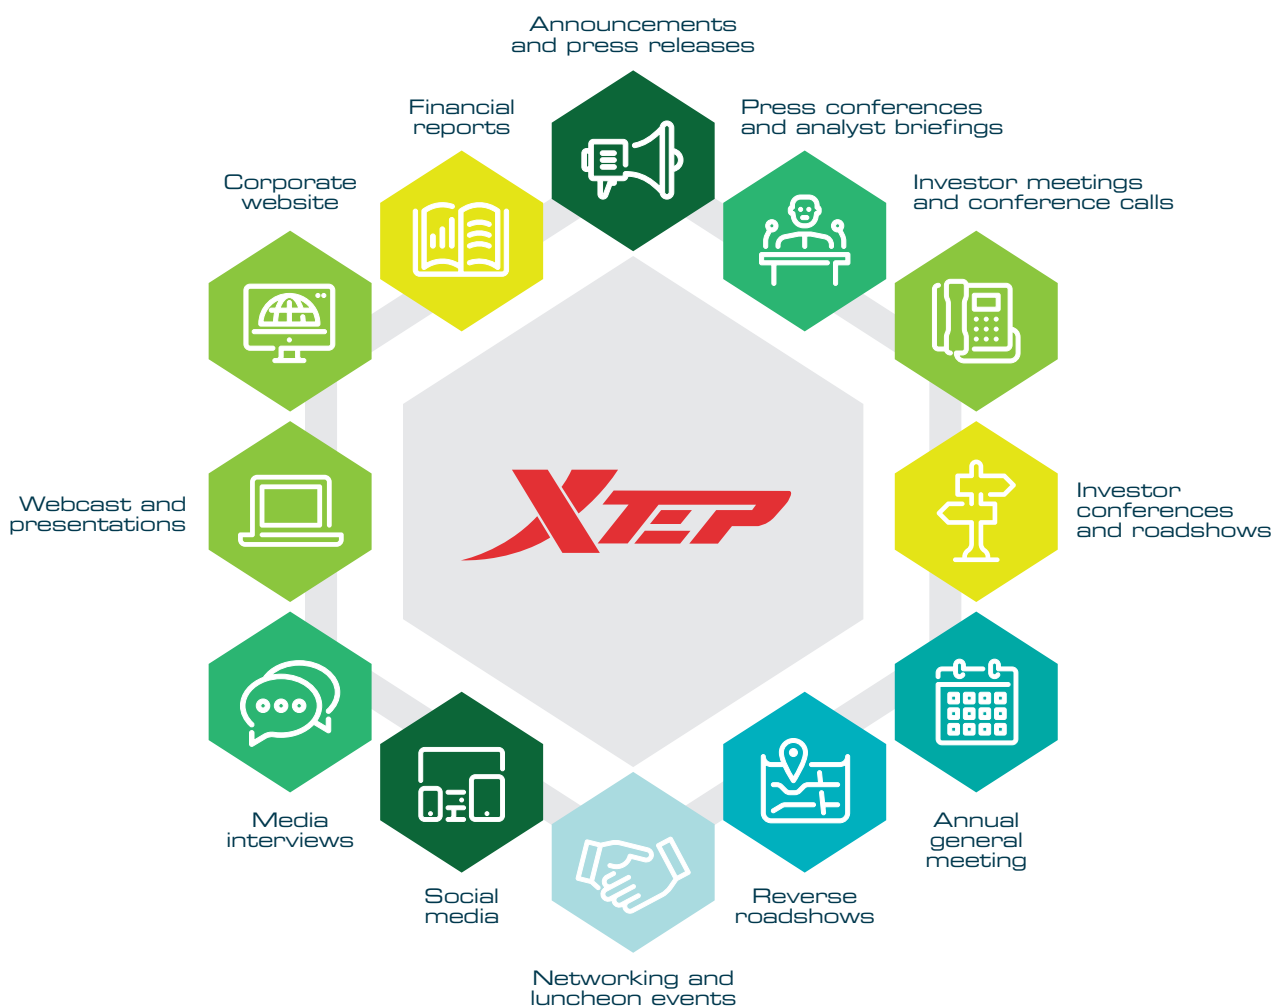 Announcements
and press releases
Financial
reports
Press conferences
and analyst briefings
Corporate
website
Investor meetings
and conference calls
XTEP
Webcast and
presentations
Investor
conferences
and roadshows
Media
interviews
Annual
general
meeting
Social
media
Reverse
roadshows
Networking and
luncheon events